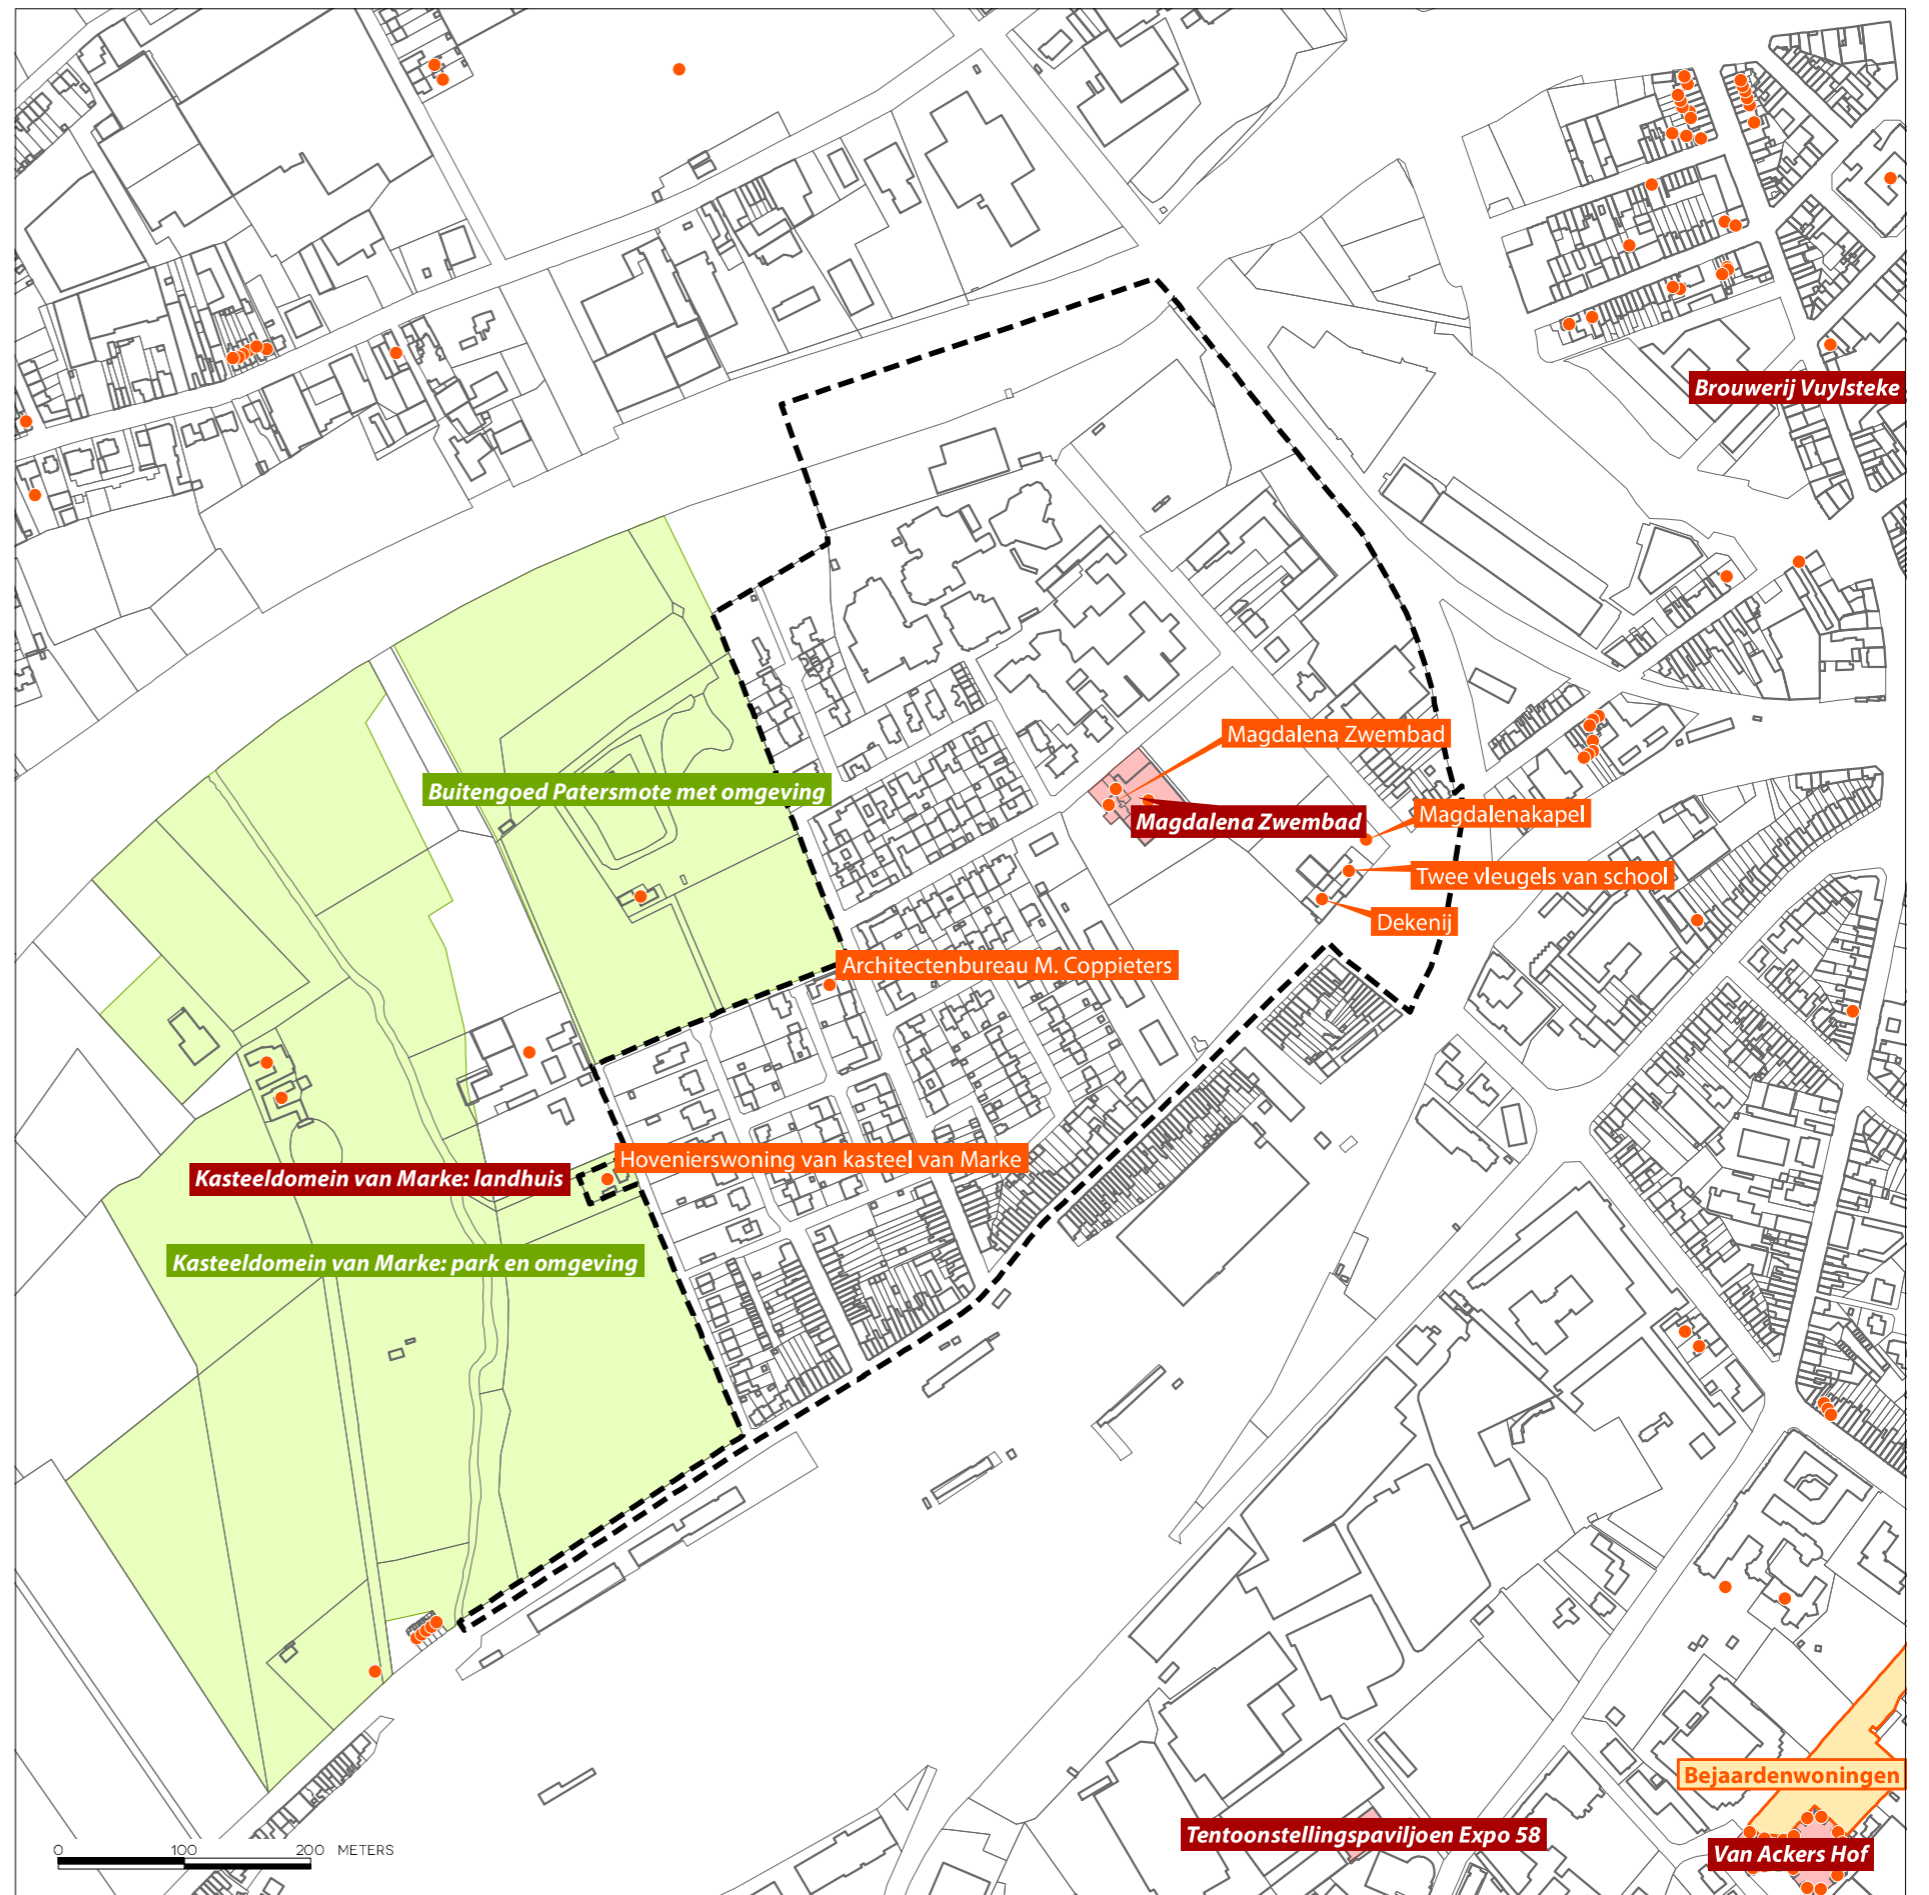 Brouwerij Vuylsteke
Magdalena Zwembad
Buitengoed Patersmote met omgeving
Magdalena Zwembad
Magdalenakapel
Twee vleugels van school
Dekenij
Architectenbureau M. Coppieters
Hovenierswoning van kasteel van Marke
Kasteeldomein van Marke: landhuis
Kasteeldomein van Marke: park en omgeving
Bejaardenwoningen
Tentoonstellingspaviljoen Expo 58
Van Ackers Hof
0 100 200 METERS